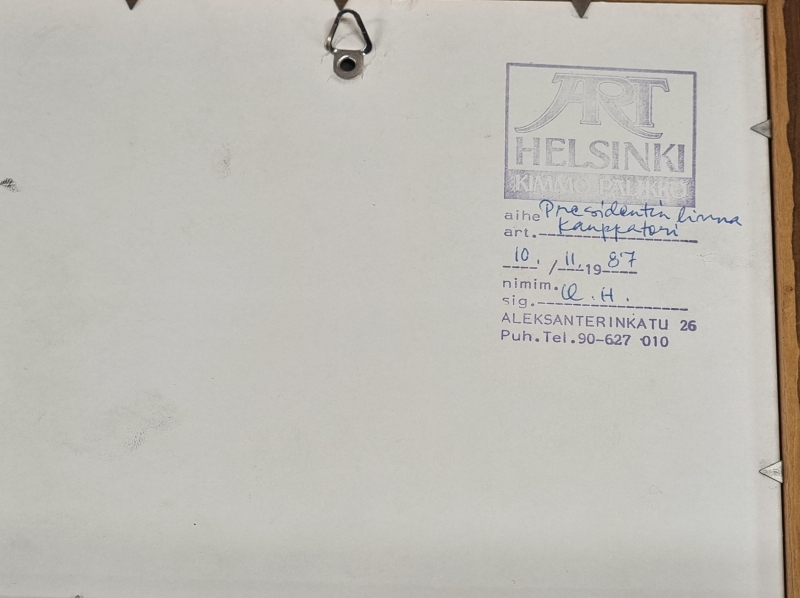 ART
HELSINKI
KIMMO PALIKKO
aihe Presidentin linna
art. Kauppatori
10. / 11. 19 87
nimim.
sig. O.H.
ALEKSANTERINKATU 26
Puh.Tel.90-627 010